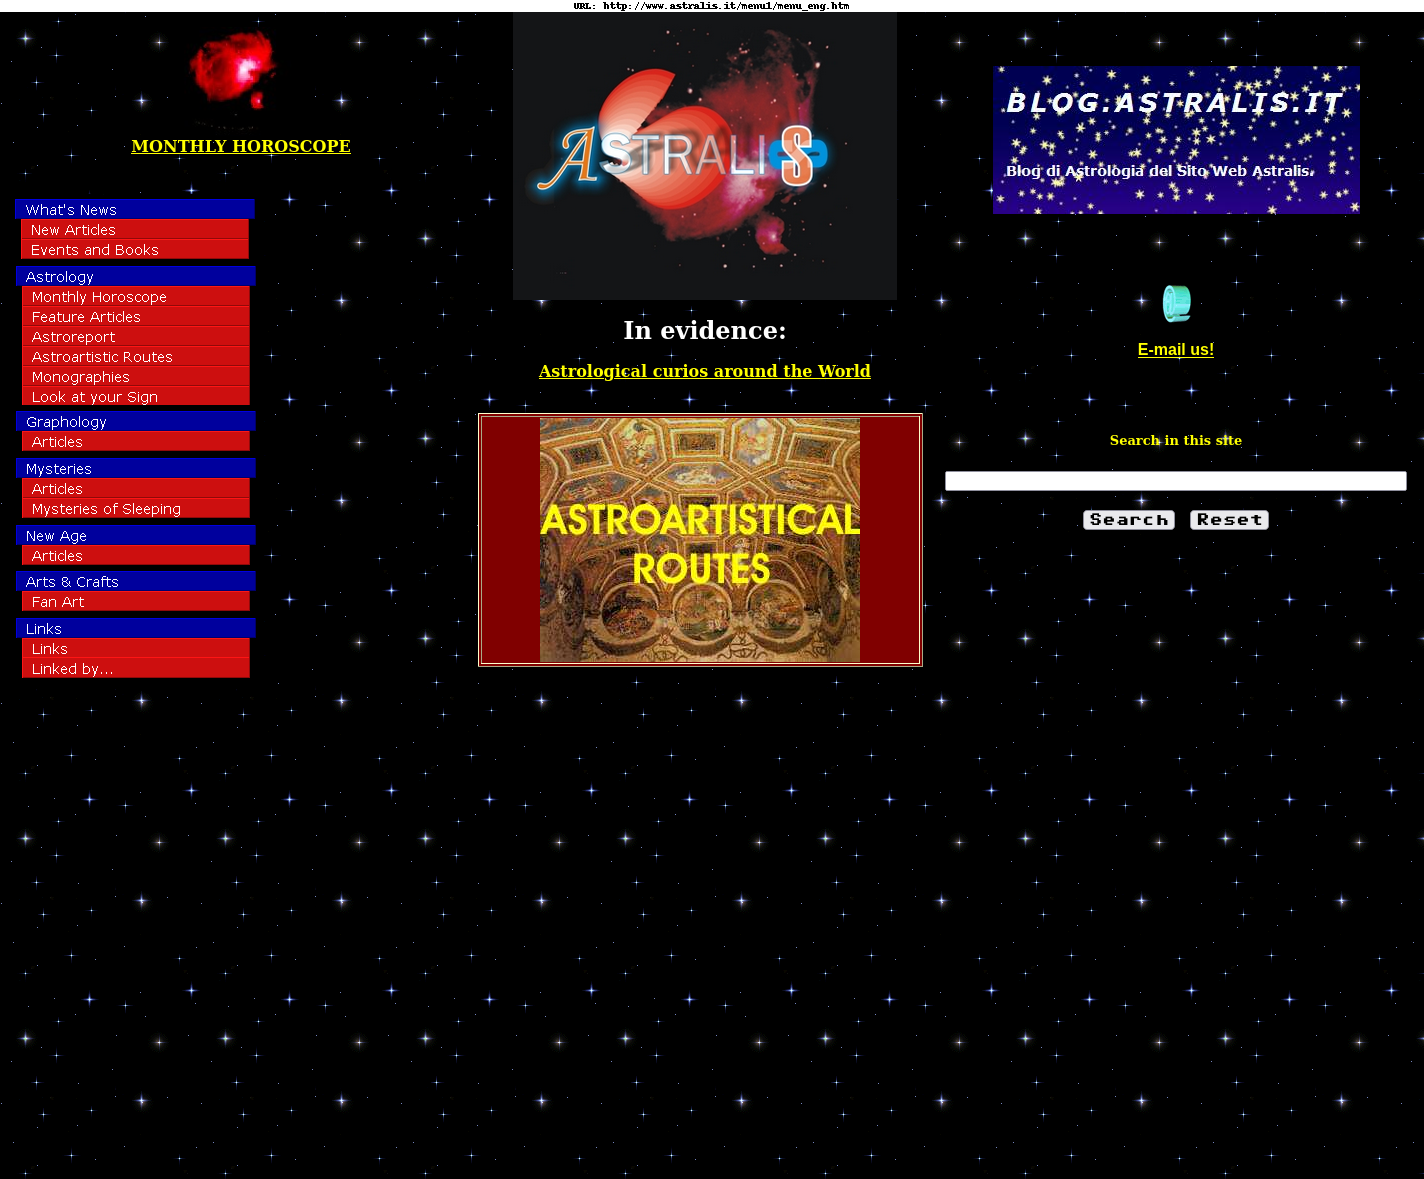 URL: http://www.astralis.it/menu1/menu_eng.htm
MONTHLY HOROSCOPE
What's News
New Articles
Events and Books
Astrology
Monthly Horoscope
Feature Articles
Astroreport
Astroartistic Routes
Monographies
Look at your Sign
Graphology
Articles
Mysteries
Articles
Mysteries of Sleeping
New Age
Articles
Arts & Crafts
Fan Art
Links
Links
Linked by...
ASTRALIS
In evidence:
Astrological curios around the World
ASTROARTISTICAL
ROUTES
BLOG.ASTRALIS.IT
Blog di Astrologia del Sito Web Astralis.
E-mail us!
Search in this site
Search Reset